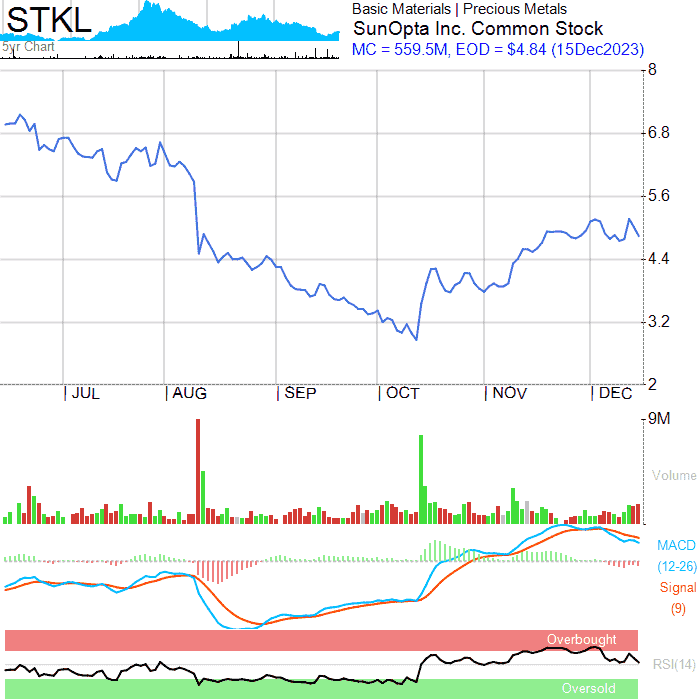 STKL
5yr Chart
Basic Materials | Precious Metals
SunOpta Inc. Common Stock
MC = 559.5M, EOD = $4.84 (15Dec2023)
8
6.8
5.6
4.4
3.2
2
JUL AUG SEP OCT NOV DEC
9M
Volume
MACD
(12-26)
Signal
(9)
Overbought
RSI(14)
Oversold